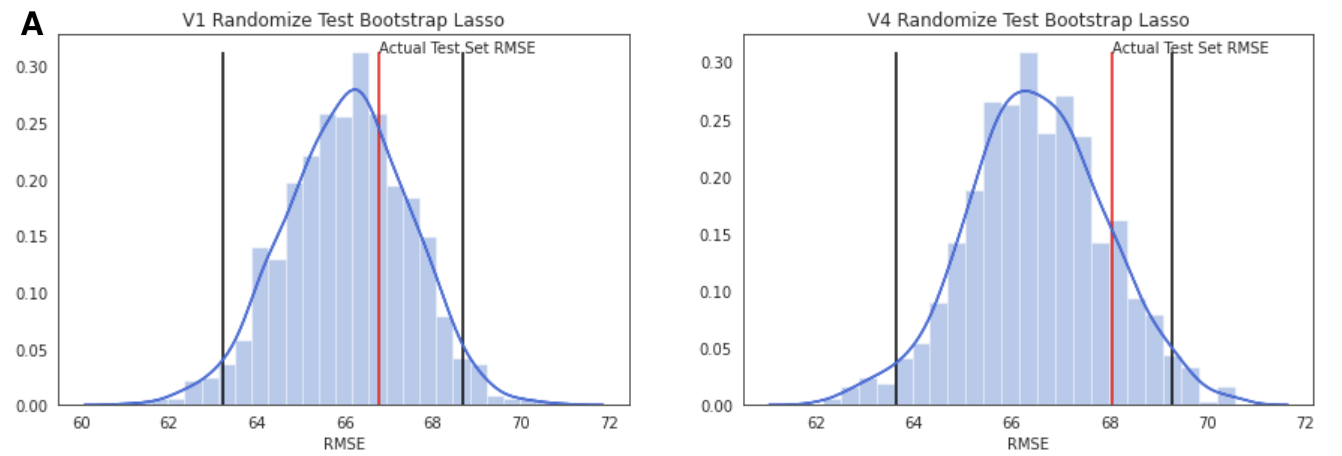 A
V1 Randomize Test Bootstrap Lasso
Actual Test Set RMSE
0.30
0.25
0.20
0.15
0.10
0.05
0.00
60 62 64 66 68 70 72
RMSE
V4 Randomize Test Bootstrap Lasso
Actual Test Set RMSE
0.30
0.25
0.20
0.15
0.10
0.05
0.00
62 64 66 68 70 72
RMSE